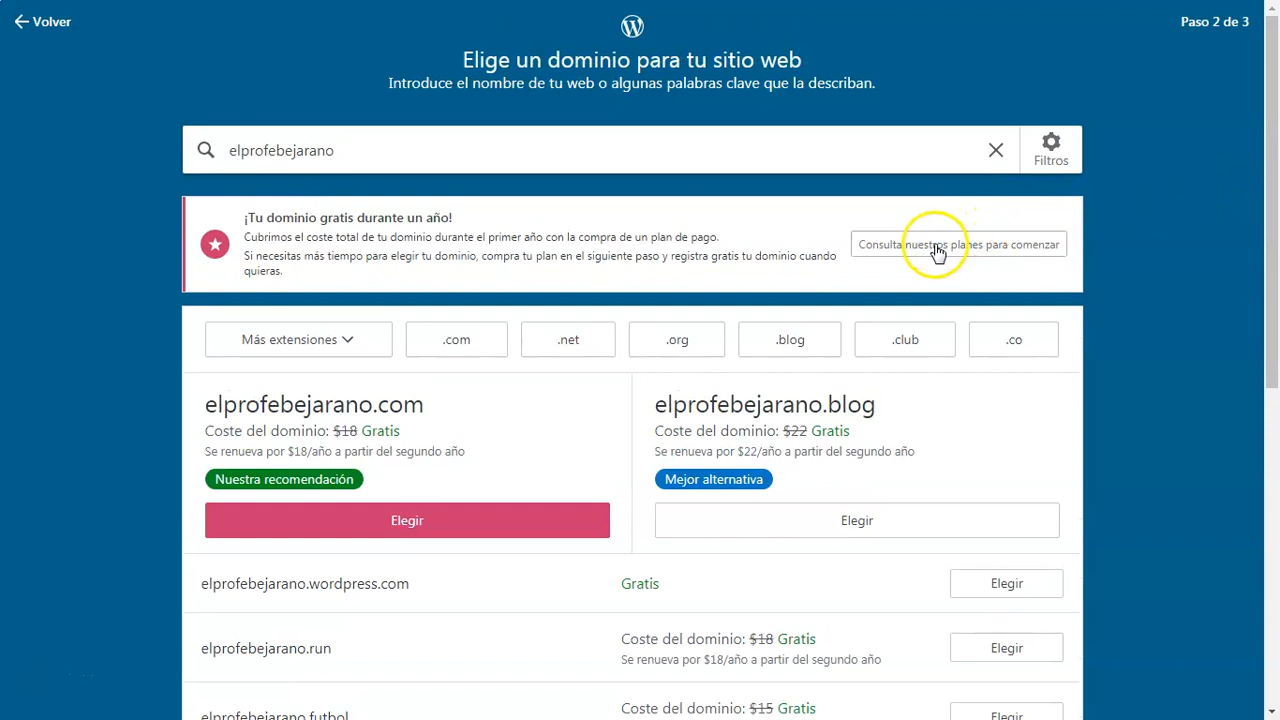 Volver
Paso 2 de 3
Elige un dominio para tu sitio web
Introduce el nombre de tu web o algunas palabras clave que la describan.
elprofebejarano
Filtros
¡Tu dominio gratis durante un año!
Cubrimos el coste total de tu dominio durante el primer año con la compra de un plan de pago.
Si necesitas más tiempo para elegir tu dominio, compra tu plan en el siguiente paso y registra gratis tu dominio cuando
quieras.
Consulta nuestros planes para comenzar
Más extensiones
.com
.net
.org
.blog
.club
.co
elprofebejarano.com
Coste del dominio: $18 Gratis
Se renueva por $18/año a partir del segundo año
Nuestra recomendación
Elegir
elprofebejarano.blog
Coste del dominio: $22 Gratis
Se renueva por $22/año a partir del segundo año
Mejor alternativa
Elegir
elprofebejarano.wordpress.com
Gratis
Elegir
elprofebejarano.run
Coste del dominio: $18 Gratis
Se renueva por $18/año a partir del segundo año
Elegir
elprofebejarano.futbol
Coste del dominio: $15 Gratis
Elegir